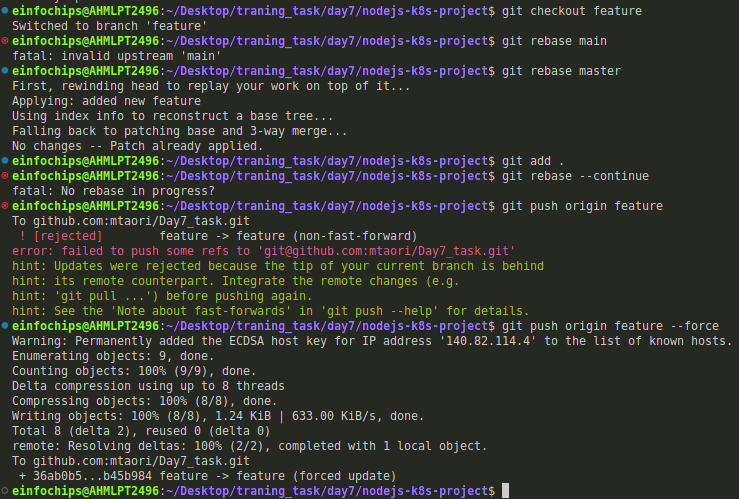 einfochips@AHMLPT2496:~/Desktop/traning_task/day7/nodejs-k8s-project$ git checkout feature
Switched to branch 'feature'
einfochips@AHMLPT2496:~/Desktop/traning_task/day7/nodejs-k8s-project$ git rebase main
fatal: invalid upstream 'main'
einfochips@AHMLPT2496:~/Desktop/traning_task/day7/nodejs-k8s-project$ git rebase master
First, rewinding head to replay your work on top of it...
Applying: added new feature
Using index info to reconstruct a base tree...
Falling back to patching base and 3-way merge...
No changes -- Patch already applied.
einfochips@AHMLPT2496:~/Desktop/traning_task/day7/nodejs-k8s-project$ git add .
einfochips@AHMLPT2496:~/Desktop/traning_task/day7/nodejs-k8s-project$ git rebase --continue
fatal: No rebase in progress?
einfochips@AHMLPT2496:~/Desktop/traning_task/day7/nodejs-k8s-project$ git push origin feature
To github.com:mtaori/Day7_task.git
 ! [rejected]        feature -> feature (non-fast-forward)
error: failed to push some refs to 'git@github.com:mtaori/Day7_task.git'
hint: Updates were rejected because the tip of your current branch is behind
hint: its remote counterpart. Integrate the remote changes (e.g.
hint: 'git pull ...') before pushing again.
hint: See the 'Note about fast-forwards' in 'git push --help' for details.
einfochips@AHMLPT2496:~/Desktop/traning_task/day7/nodejs-k8s-project$ git push origin feature --force
Warning: Permanently added the ECDSA host key for IP address '140.82.114.4' to the list of known hosts.
Enumerating objects: 9, done.
Counting objects: 100% (9/9), done.
Delta compression using up to 8 threads
Compressing objects: 100% (8/8), done.
Writing objects: 100% (8/8), 1.24 KiB | 633.00 KiB/s, done.
Total 8 (delta 2), reused 0 (delta 0)
remote: Resolving deltas: 100% (2/2), completed with 1 local object.
To github.com:mtaori/Day7_task.git
 + 36ab0b5...b45b984 feature -> feature (forced update)
einfochips@AHMLPT2496:~/Desktop/traning_task/day7/nodejs-k8s-project$